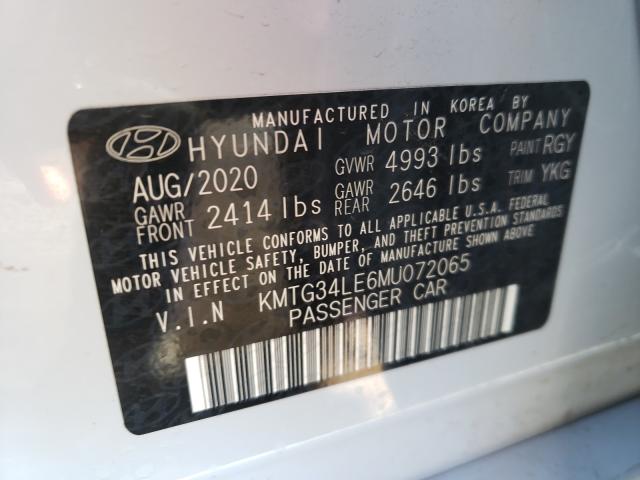 MANUFACTURED IN KOREA BY
HYUNDAI MOTOR COMPANY
AUG/2020 GVWR 4993 lbs PAINT RGY
GAWR FRONT 2414 lbs GAWR REAR 2646 lbs TRIM YKG
THIS VEHICLE CONFORMS TO ALL APPLICABLE U.S.A. FEDERAL
MOTOR VEHICLE SAFETY, BUMPER, AND THEFT PREVENTION STANDARDS
IN EFFECT ON THE DATE OF MANUFACTURE SHOWN ABOVE.
V.I.N KMTG34LE6MU072065
PASSENGER CAR